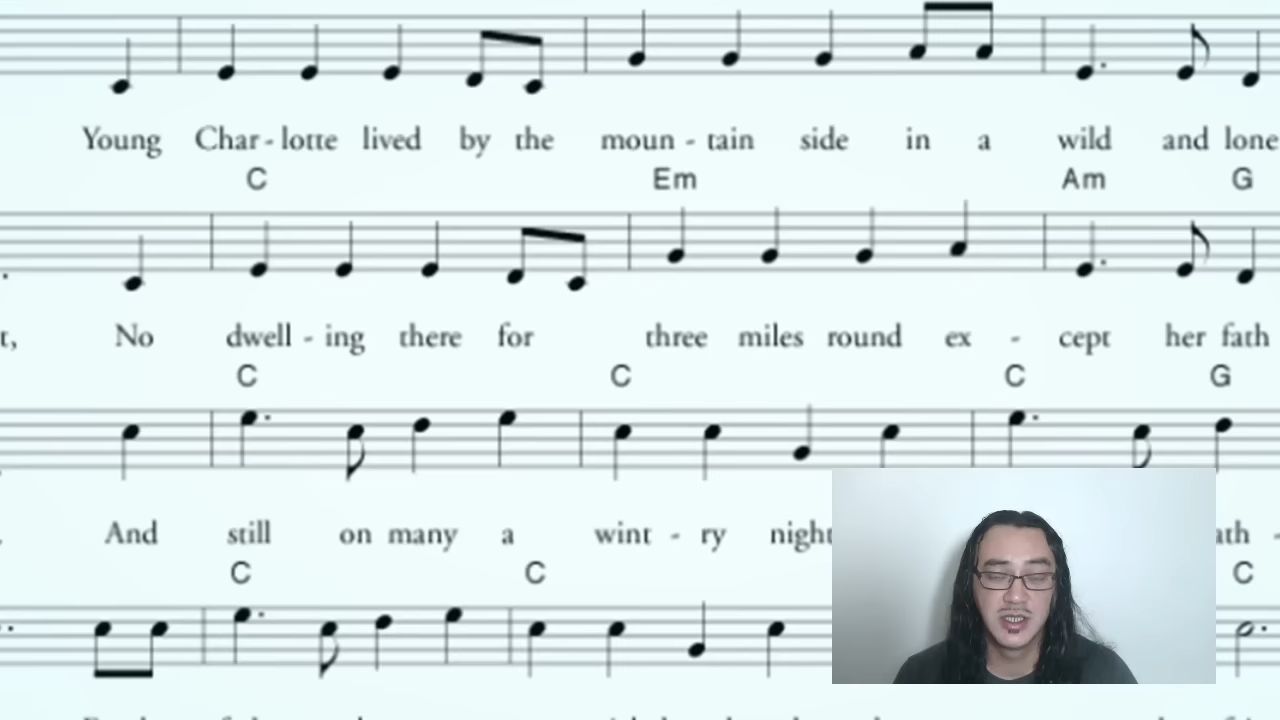 Young Char - lotte lived by the moun - tain side in a wild and lone
C Em Am G
t, No dwell - ing there for three miles round ex - cept her fath
C C C G
And still on many a wint - ry night ath -
C C C